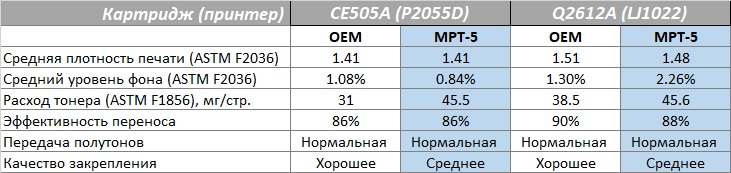 Картридж (принтер) CE505A (P2055D) Q2612A (LJ1022)
OEM MPT-5 OEM MPT-5
Средняя плотность печати (ASTM F2036) 1.41 1.41 1.51 1.48
Средний уровень фона (ASTM F2036) 1.08% 0.84% 1.30% 2.26%
Расход тонера (ASTM F1856), мг/стр. 31 45.5 38.5 45.6
Эффективность переноса 86% 86% 90% 88%
Передача полутонов Нормальная Нормальная Нормальная Нормальная
Качество закрепления Хорошее Среднее Хорошее Среднее